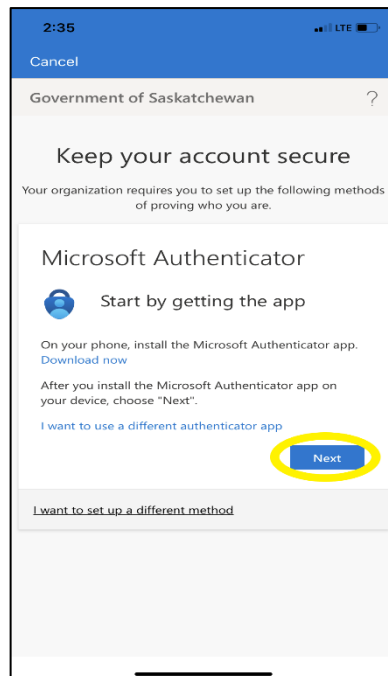 2:35 LTE
Cancel
Government of Saskatchewan ?
Keep your account secure
Your organization requires you to set up the following methods
of proving who you are.
Microsoft Authenticator
Start by getting the app
On your phone, install the Microsoft Authenticator app.
Download now
After you install the Microsoft Authenticator app on
your device, choose "Next".
I want to use a different authenticator app
Next
I want to set up a different method